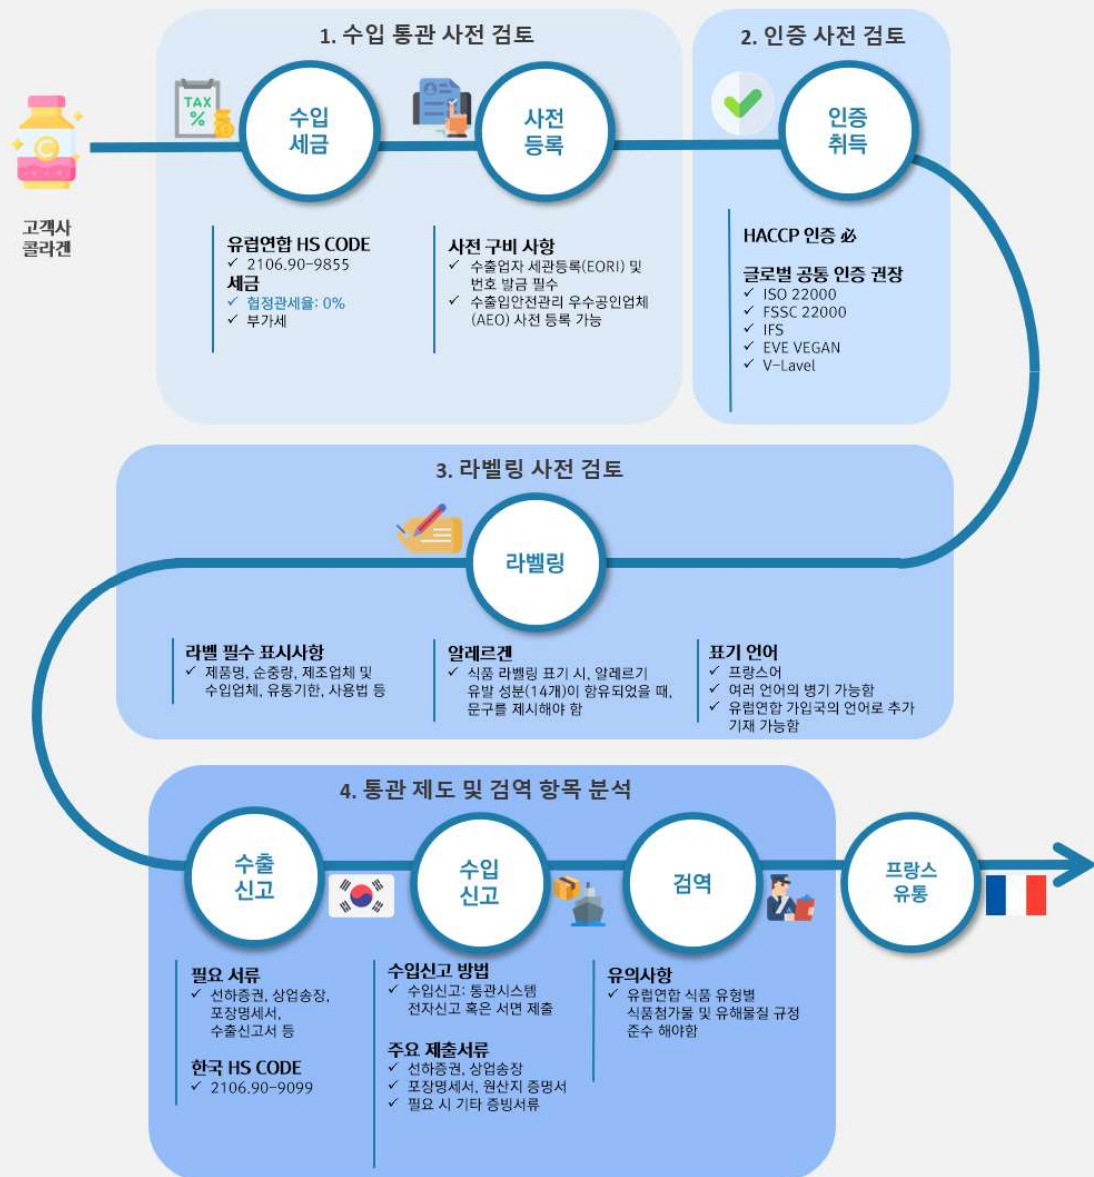 1. 수입 통관 사전 검토
2. 인증 사전 검토
TAX
%
C
고객사
콜라겐
수입
세금
사전
등록
인증
취득
유럽연합 HS CODE
✓ 2106.90-9855
세금
✓ 협정관세율: 0%
✓ 부가세
사전 구비 사항
✓ 수출업자 세관등록(EORI) 및
번호 발급 필수
✓ 수출입안전관리 우수공인업체
(AEO) 사전 등록 가능
HACCP 인증 必
글로벌 공통 인증 권장
✓ ISO 22000
✓ FSSC 22000
✓ IFS
✓ EVE VEGAN
✓ V-Lavel
3. 라벨링 사전 검토
라벨링
라벨 필수 표시사항
✓ 제품명, 순중량, 제조업체 및
수입업체, 유통기한, 사용법 등
알레르겐
✓ 식품 라벨링 표기 시, 알레르기
유발 성분(14개)이 함유되었을 때,
문구를 제시해야 함
표기 언어
✓ 프랑스어
✓ 여러 언어의 병기 가능함
✓ 유럽연합 가입국의 언어로 추가
기재 가능함
4. 통관 제도 및 검역 항목 분석
수출
신고
수입
신고
검역
프랑스
유통
필요 서류
✓ 선하증권, 상업송장,
포장명세서,
수출신고서 등
한국 HS CODE
✓ 2106.90-9099
수입신고 방법
✓ 수입신고: 통관시스템
전자신고 혹은 서면 제출
주요 제출서류
✓ 선하증권, 상업송장
✓ 포장명세서, 원산지 증명서
✓ 필요 시 기타 증빙서류
유의사항
✓ 유럽연합 식품 유형별
식품첨가물 및 유해물질 규정
준수 해야함